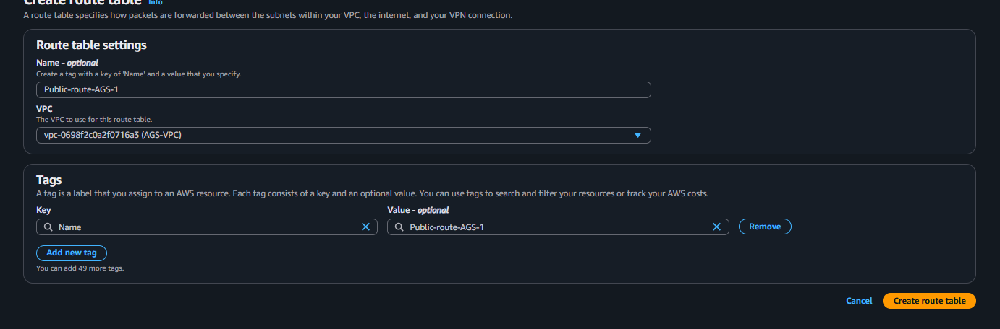 Create route table Info
A route table specifies how packets are forwarded between the subnets within your VPC, the internet, and your VPN connection.
Route table settings
Name - optional
Create a tag with a key of 'Name' and a value that you specify.
Public-route-AGS-1
VPC
The VPC to use for this route table.
vpc-0698f2c0a2f0716a3 (AGS-VPC)
Tags
A tag is a label that you assign to an AWS resource. Each tag consists of a key and an optional value. You can use tags to search and filter your resources or track your AWS costs.
Key Value - optional
Name Public-route-AGS-1 Remove
Add new tag
You can add 49 more tags.
Cancel Create route table